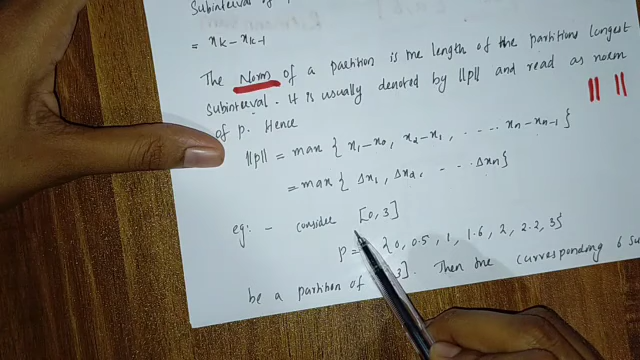 Subinterval of P
= xk - xk-1
The Norm of a partition is the length of the partitions longest
subinterval. It is usually denoted by ||p|| and read as norm
of p. Hence || ||
||p|| = max { x1 - x0, x2 - x1, ..... xn - xn-1 }
= max { Δx1, Δx2, ..... Δxn }
eg: - consider [0, 3]
P = { 0, 0.5, 1, 1.6, 2, 2.2, 3 }
be a partition of 3]. Then the corresponding 6 su